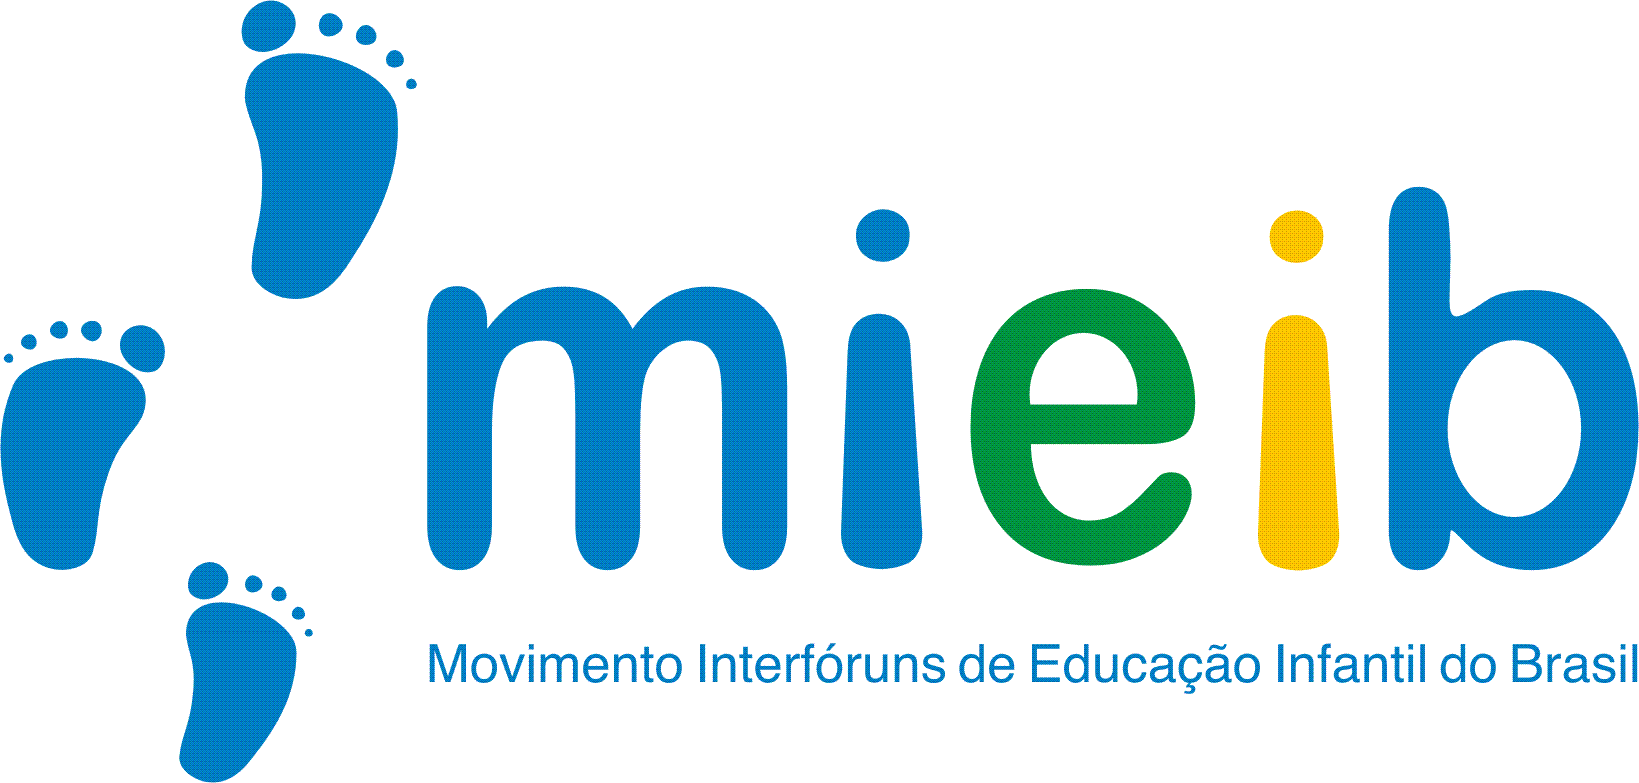 mieib
Movimento Interfóruns de Educação Infantil do Brasil